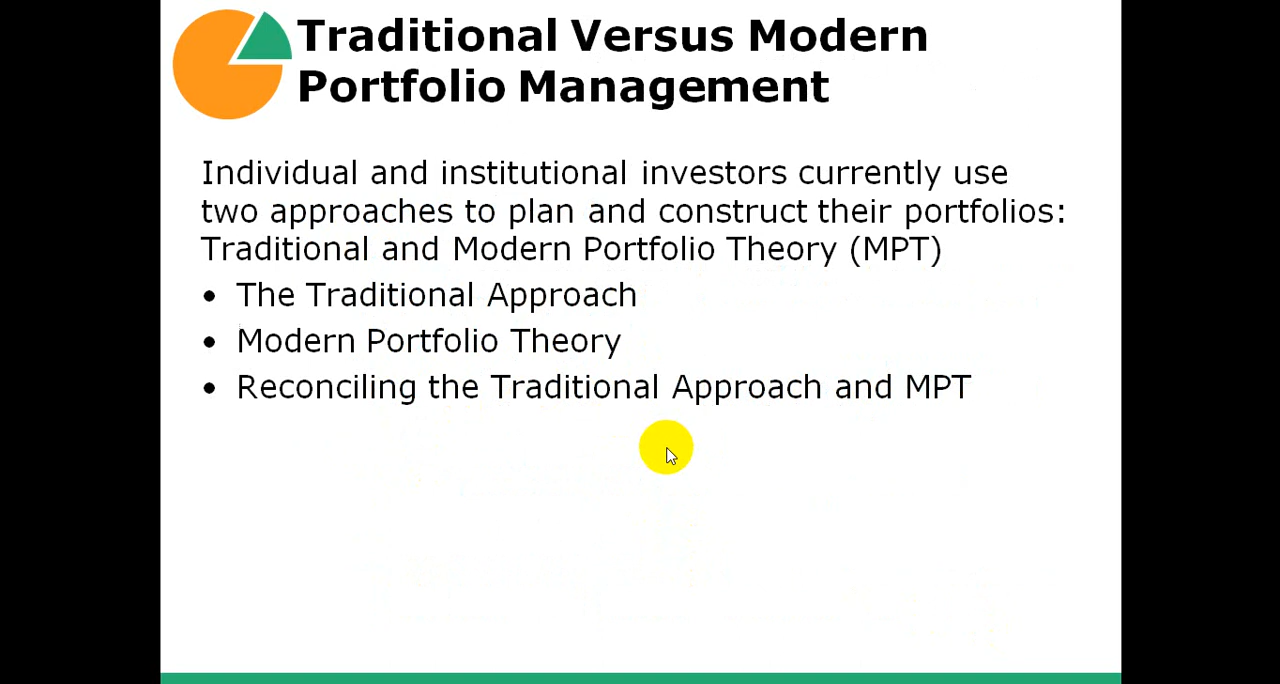 Traditional Versus Modern
Portfolio Management
Individual and institutional investors currently use
two approaches to plan and construct their portfolios:
Traditional and Modern Portfolio Theory (MPT)
• The Traditional Approach
• Modern Portfolio Theory
• Reconciling the Traditional Approach and MPT